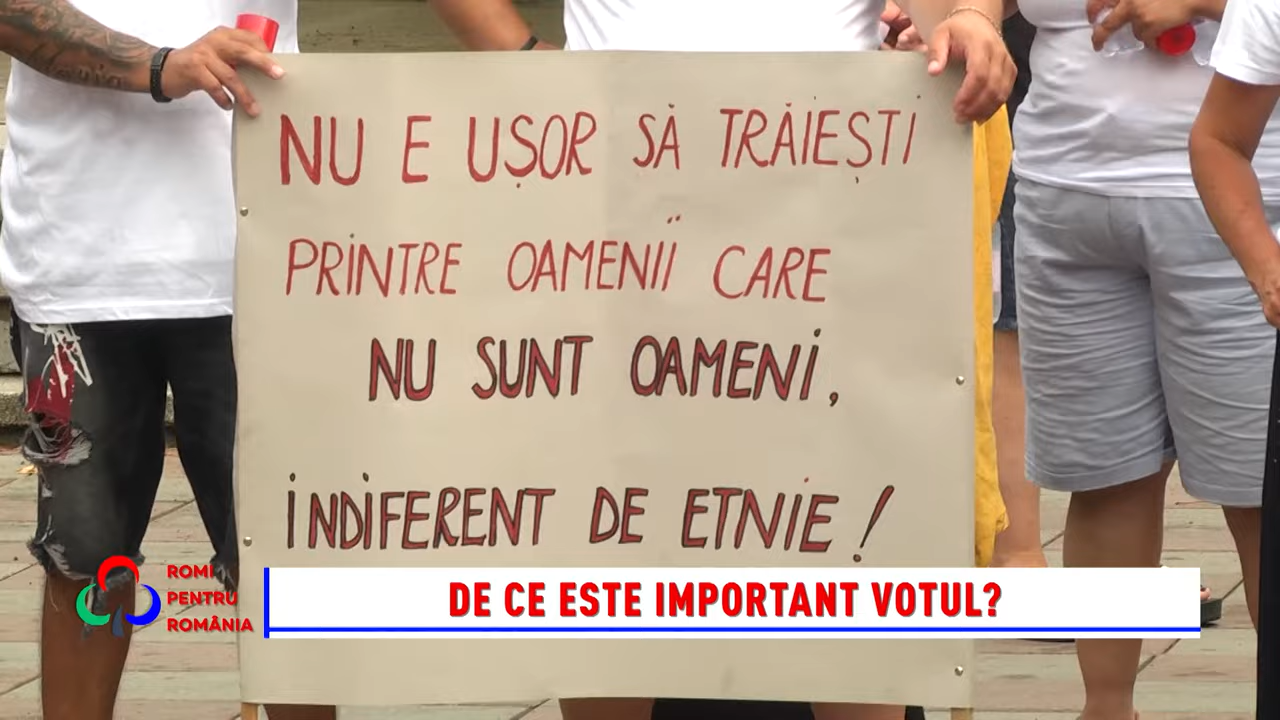 NU E UȘOR SĂ TRĂIEȘTI
PRINTRE OAMENII CARE
NU SUNT OAMENI,
INDIFERENT DE ETNIE!
ROMI
PENTRU
ROMÂNIA
DE CE ESTE IMPORTANT VOTUL?